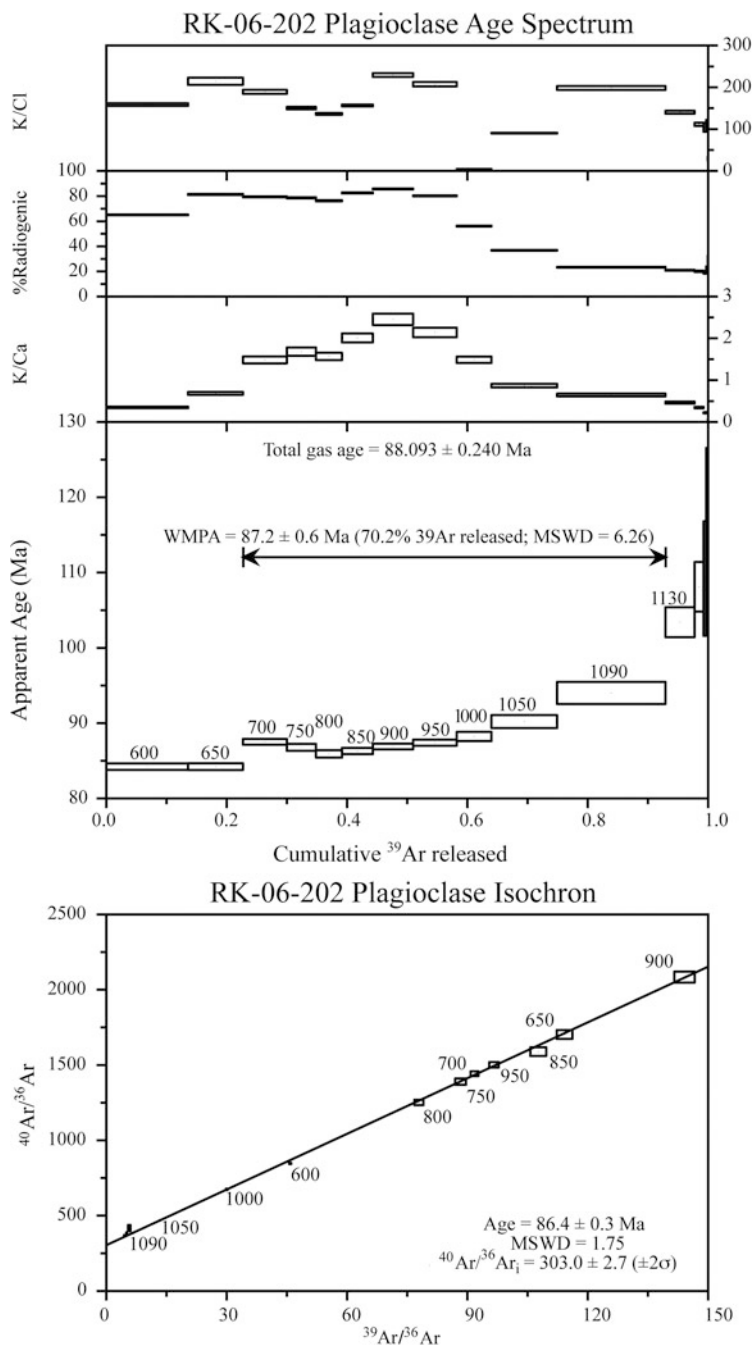 RK-06-202 Plagioclase Age Spectrum
K/Cl
300
200
100
0
%Radiogenic
100
80
60
40
20
0
K/Ca
3
2
1
0
Apparent Age (Ma)
130
120
110
100
90
80
Total gas age = 88.093 ± 0.240 Ma
WMPA = 87.2 ± 0.6 Ma (70.2% 39Ar released; MSWD = 6.26)
600 650 700 750 800 850 900 950 1000 1050 1090 1130
0.0 0.2 0.4 0.6 0.8 1.0
Cumulative ³⁹Ar released
RK-06-202 Plagioclase Isochron
⁴⁰Ar/³⁶Ar
2500
2000
1500
1000
500
0
900
650
850
700
950
750
800
600
1000
1050
1090
Age = 86.4 ± 0.3 Ma
MSWD = 1.75
⁴⁰Ar/³⁶Arᵢ = 303.0 ± 2.7 (±2σ)
0 30 60 90 120 150
³⁹Ar/³⁶Ar